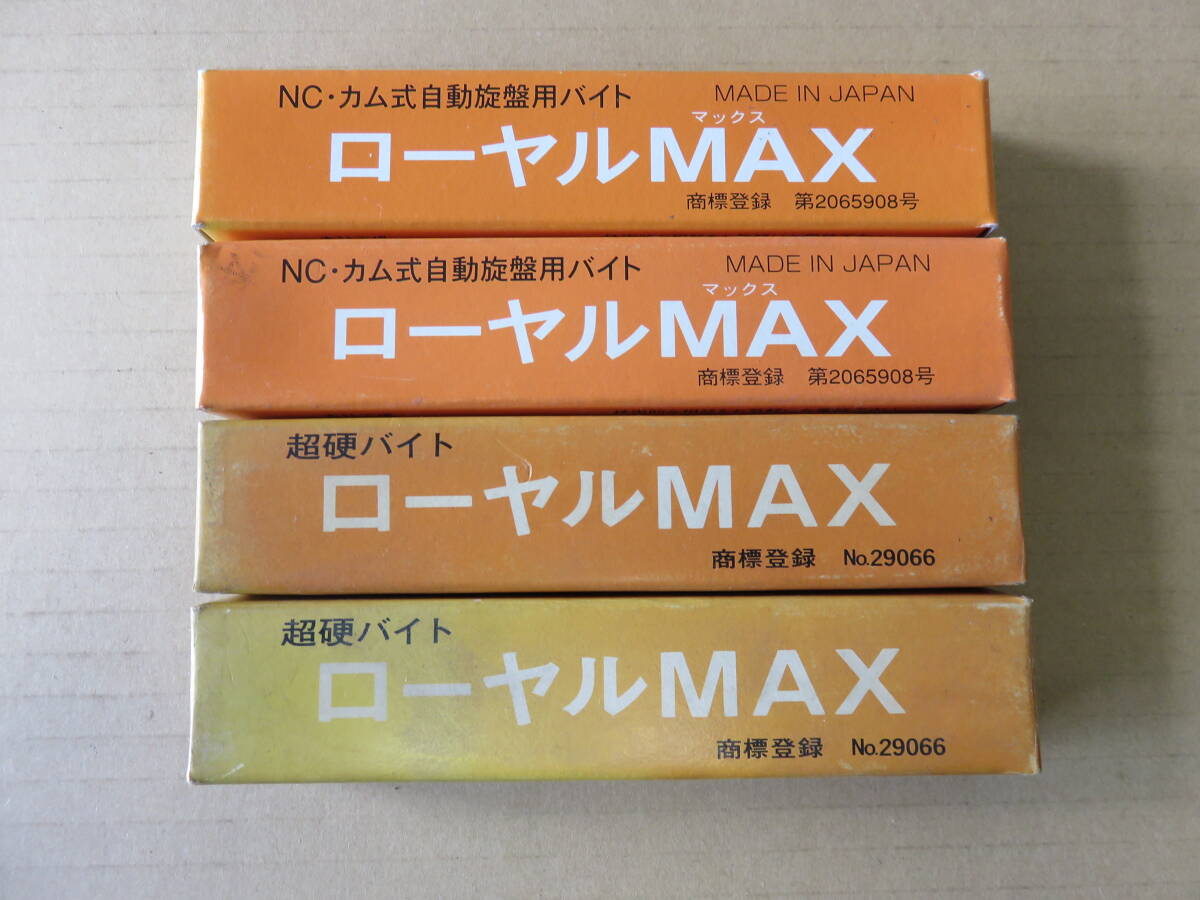 NC・カム式自動旋盤用バイト MADE IN JAPAN
マックス
ローヤルMAX
商標登録 第2065908号
NC・カム式自動旋盤用バイト MADE IN JAPAN
マックス
ローヤルMAX
商標登録 第2065908号
超硬バイト
ローヤルMAX
商標登録 No.29066
超硬バイト
ローヤルMAX
商標登録 No.29066